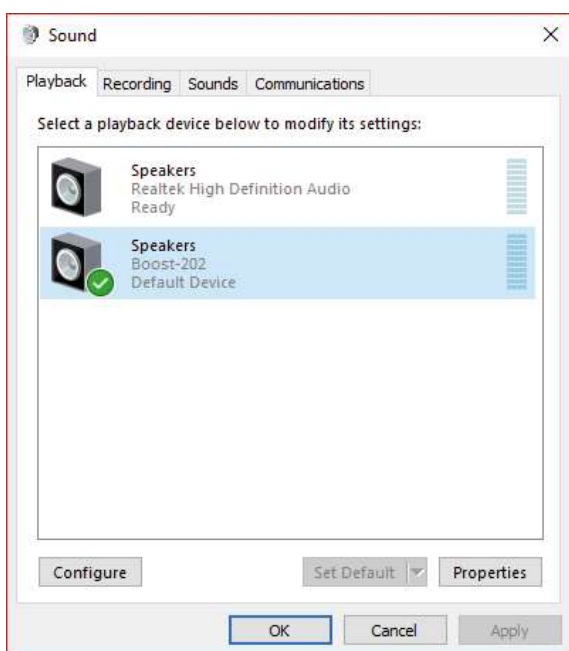 Sound
Playback Recording Sounds Communications
Select a playback device below to modify its settings:
Speakers
Realtek High Definition Audio
Ready
Speakers
Boost-202
Default Device
Configure Set Default Properties
OK Cancel Apply